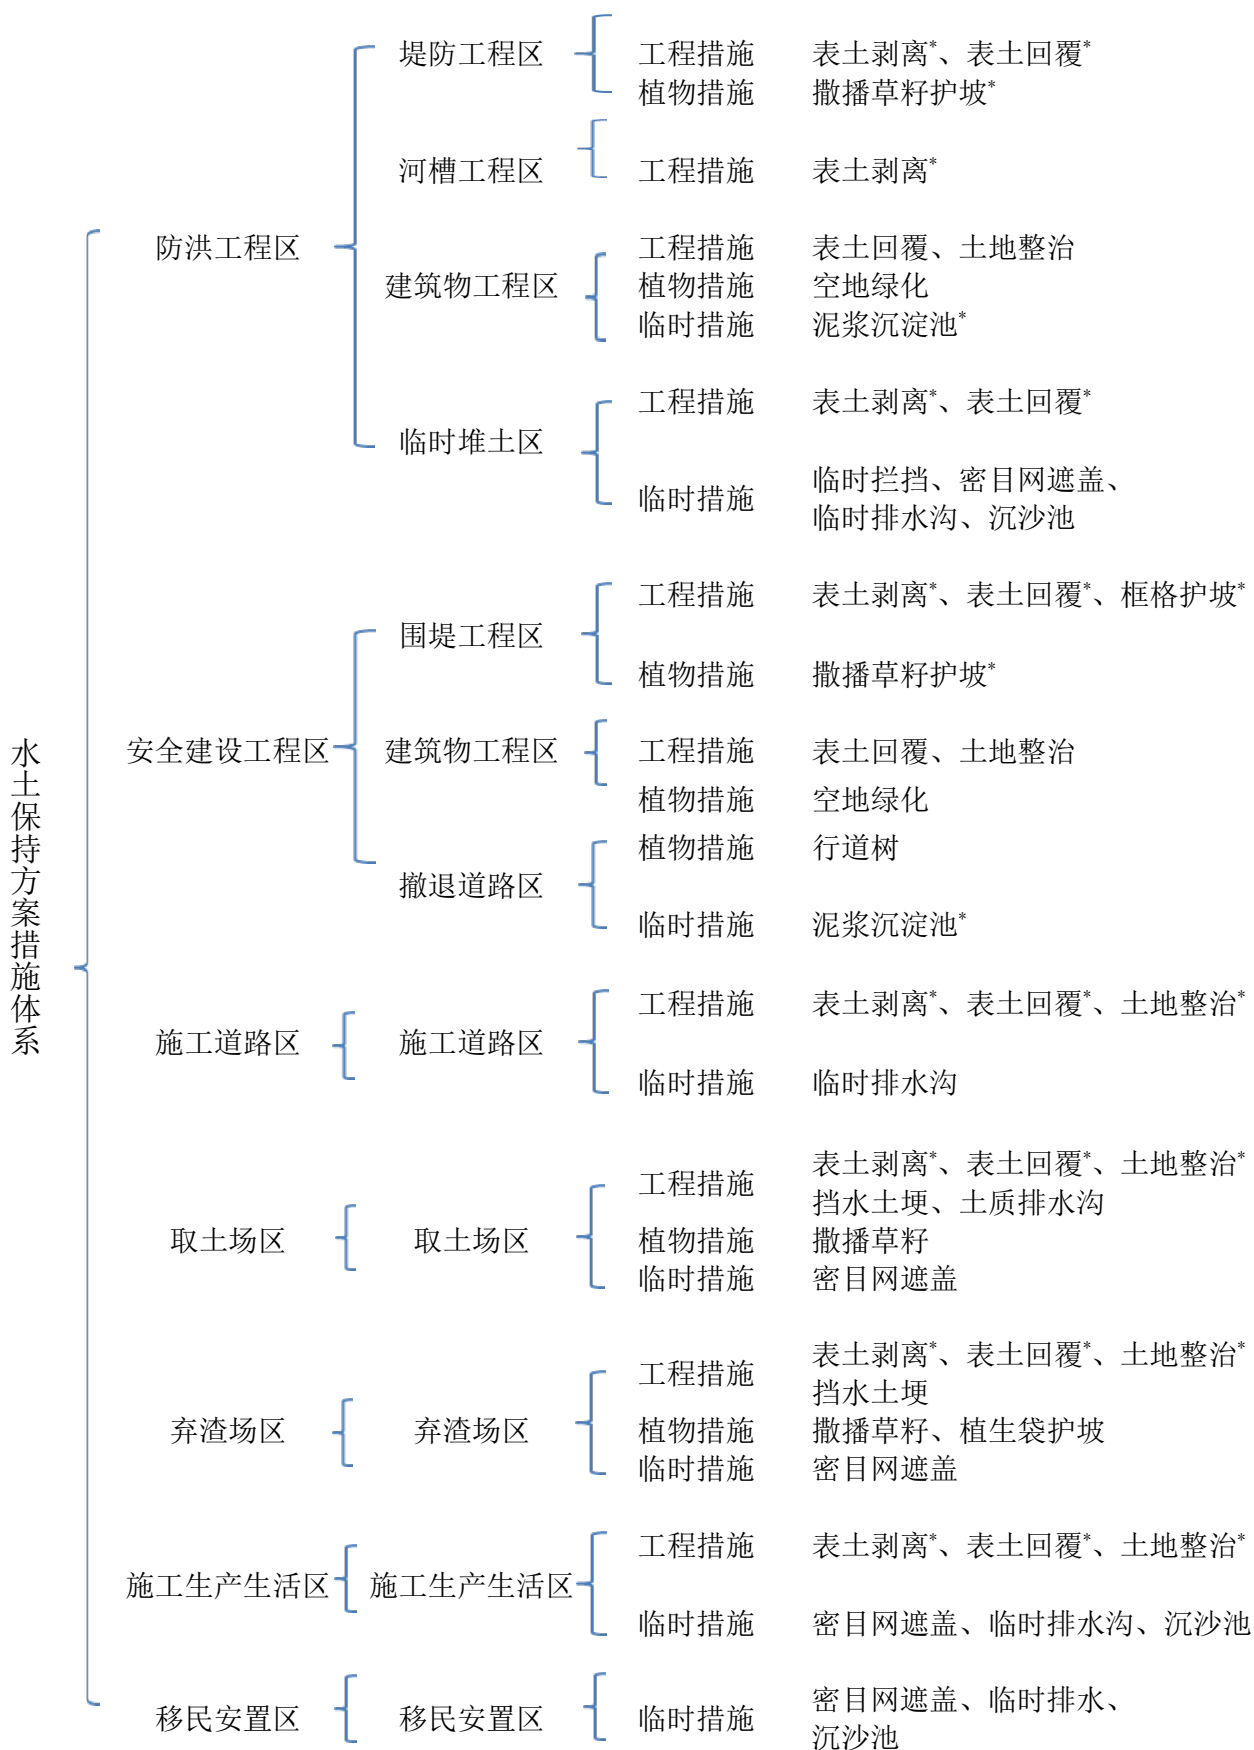 堤防工程区 工程措施 表土剥离*、表土回覆*
植物措施 撒播草籽护坡*
河槽工程区 工程措施 表土剥离*
防洪工程区 工程措施 表土回覆、土地整治
建筑物工程区 植物措施 空地绿化
临时措施 泥浆沉淀池*
工程措施 表土剥离*、表土回覆*
临时堆土区
临时措施 临时拦挡、密目网遮盖、
临时排水沟、沉沙池
工程措施 表土剥离*、表土回覆*、框格护坡*
围堤工程区
植物措施 撒播草籽护坡*
水土保持方案措施体系
安全建设工程区 建筑物工程区 工程措施 表土回覆、土地整治
植物措施 空地绿化
植物措施 行道树
撤退道路区
临时措施 泥浆沉淀池*
工程措施 表土剥离*、表土回覆*、土地整治*
施工道路区 施工道路区
临时措施 临时排水沟
工程措施 表土剥离*、表土回覆*、土地整治*
挡水土埂、土质排水沟
取土场区 取土场区 植物措施 撒播草籽
临时措施 密目网遮盖
工程措施 表土剥离*、表土回覆*、土地整治*
挡水土埂
弃渣场区 弃渣场区 植物措施 撒播草籽、植生袋护坡
临时措施 密目网遮盖
工程措施 表土剥离*、表土回覆*、土地整治*
施工生产生活区 施工生产生活区
临时措施 密目网遮盖、临时排水沟、沉沙池
移民安置区 移民安置区 临时措施 密目网遮盖、临时排水、
沉沙池